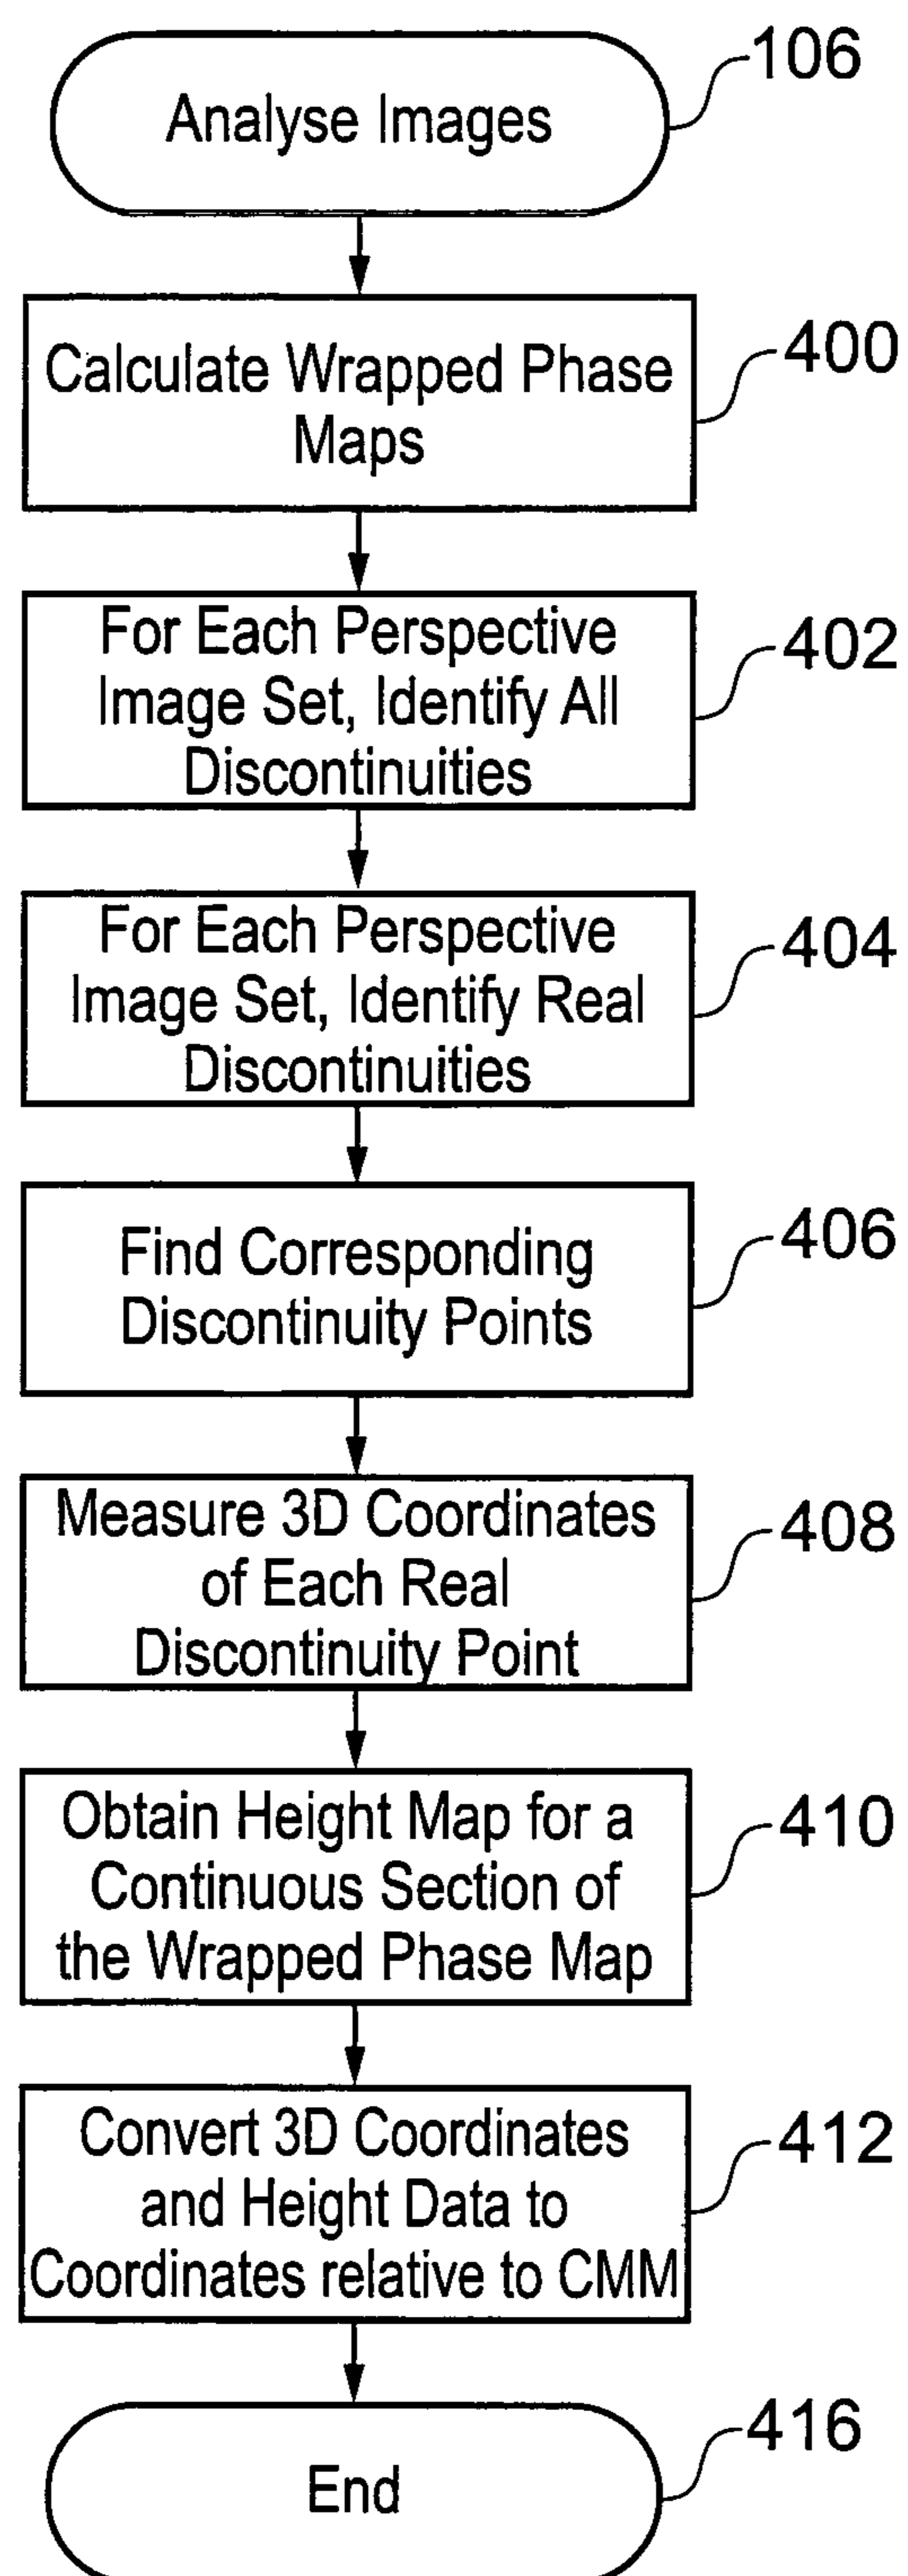 106
Analyse Images
400
Calculate Wrapped Phase
Maps
402
For Each Perspective
Image Set, Identify All
Discontinuities
404
For Each Perspective
Image Set, Identify Real
Discontinuities
406
Find Corresponding
Discontinuity Points
408
Measure 3D Coordinates
of Each Real
Discontinuity Point
410
Obtain Height Map for a
Continuous Section of
the Wrapped Phase Map
412
Convert 3D Coordinates
and Height Data to
Coordinates relative to CMM
416
End